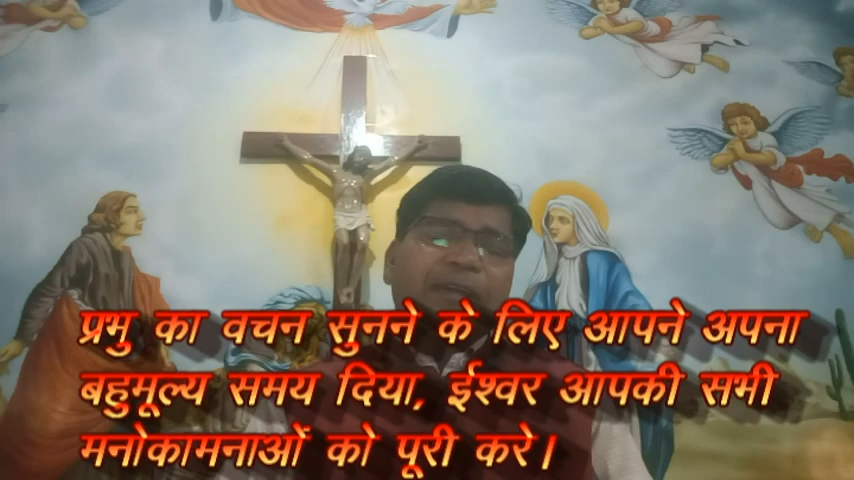 प्रभु का वचन सुनने के लिए आपने अपना
बहुमूल्य समय दिया, ईश्वर आपकी सभी
मनोकामनाओं को पूरी करे।